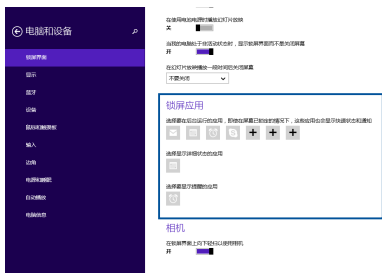 电脑和设备
锁屏界面
显示
蓝牙
设备
鼠标和触摸板
输入
边角
电源和睡眠
自动播放
电脑信息
在使用电池电源时播放幻灯片放映
关
当我的电脑处于非活动状态时，显示锁屏界面而不是关闭屏幕
开
在幻灯片放映播放一段时间后关闭屏幕
不要关闭
锁屏应用
选择要在后台运行的应用，即使在屏幕已锁定的情况下，这些应用也会显示快速状态和通知
选择显示详细状态的应用
选择要显示提醒的应用
相机
在锁屏界面上向下轻扫以使用相机
开